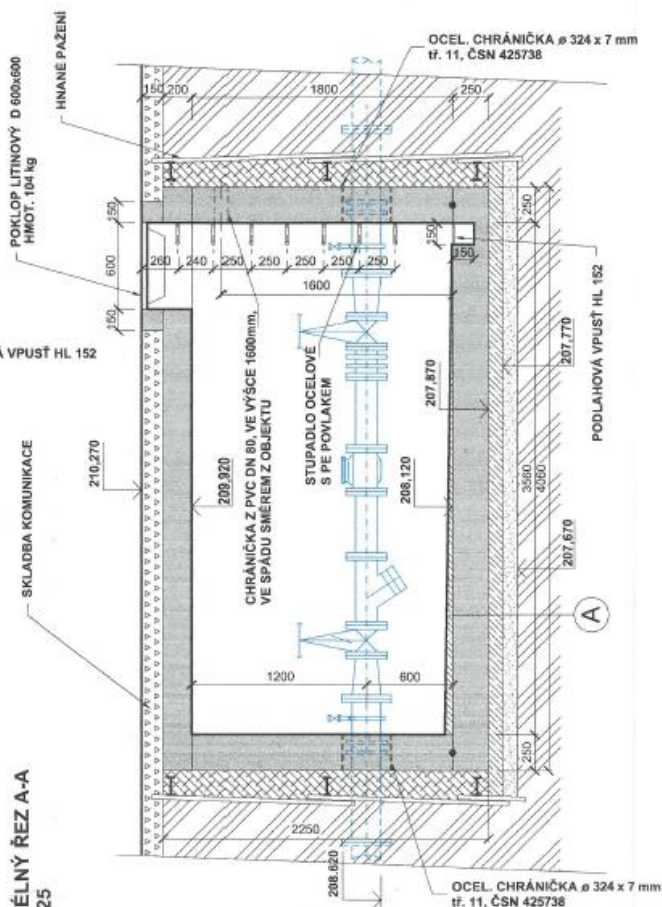 OCEL. CHRÁNIČKA ø 324 x 7 mm
tř. 11, ČSN 425738
HNANÉ PAŽENÍ
POKLOP LITINOVÝ D 600x600
HMOT. 104 kg
150
200
1800
250
150
600
150
260
240
250
250
250
250
250
1600
150
150
250
Á VPUSŤ HL 152
210,270
SKLADBA KOMUNIKACE
209,920
CHRÁNIČKA Z PVC DN 80, VE VÝŠCE 1600mm,
VE SPÁDU SMĚREM Z OBJEKTU
STUPADLO OCELOVÉ
S PE POVLAKEM
208,120
207,870
207,770
PODLAHOVÁ VPUSŤ HL 152
3560
4060
207,670
A
1200
600
250
250
2250
208.620
ÉLNÝ ŘEZ A-A
25
OCEL. CHRÁNIČKA ø 324 x 7 mm
tř. 11, ČSN 425738